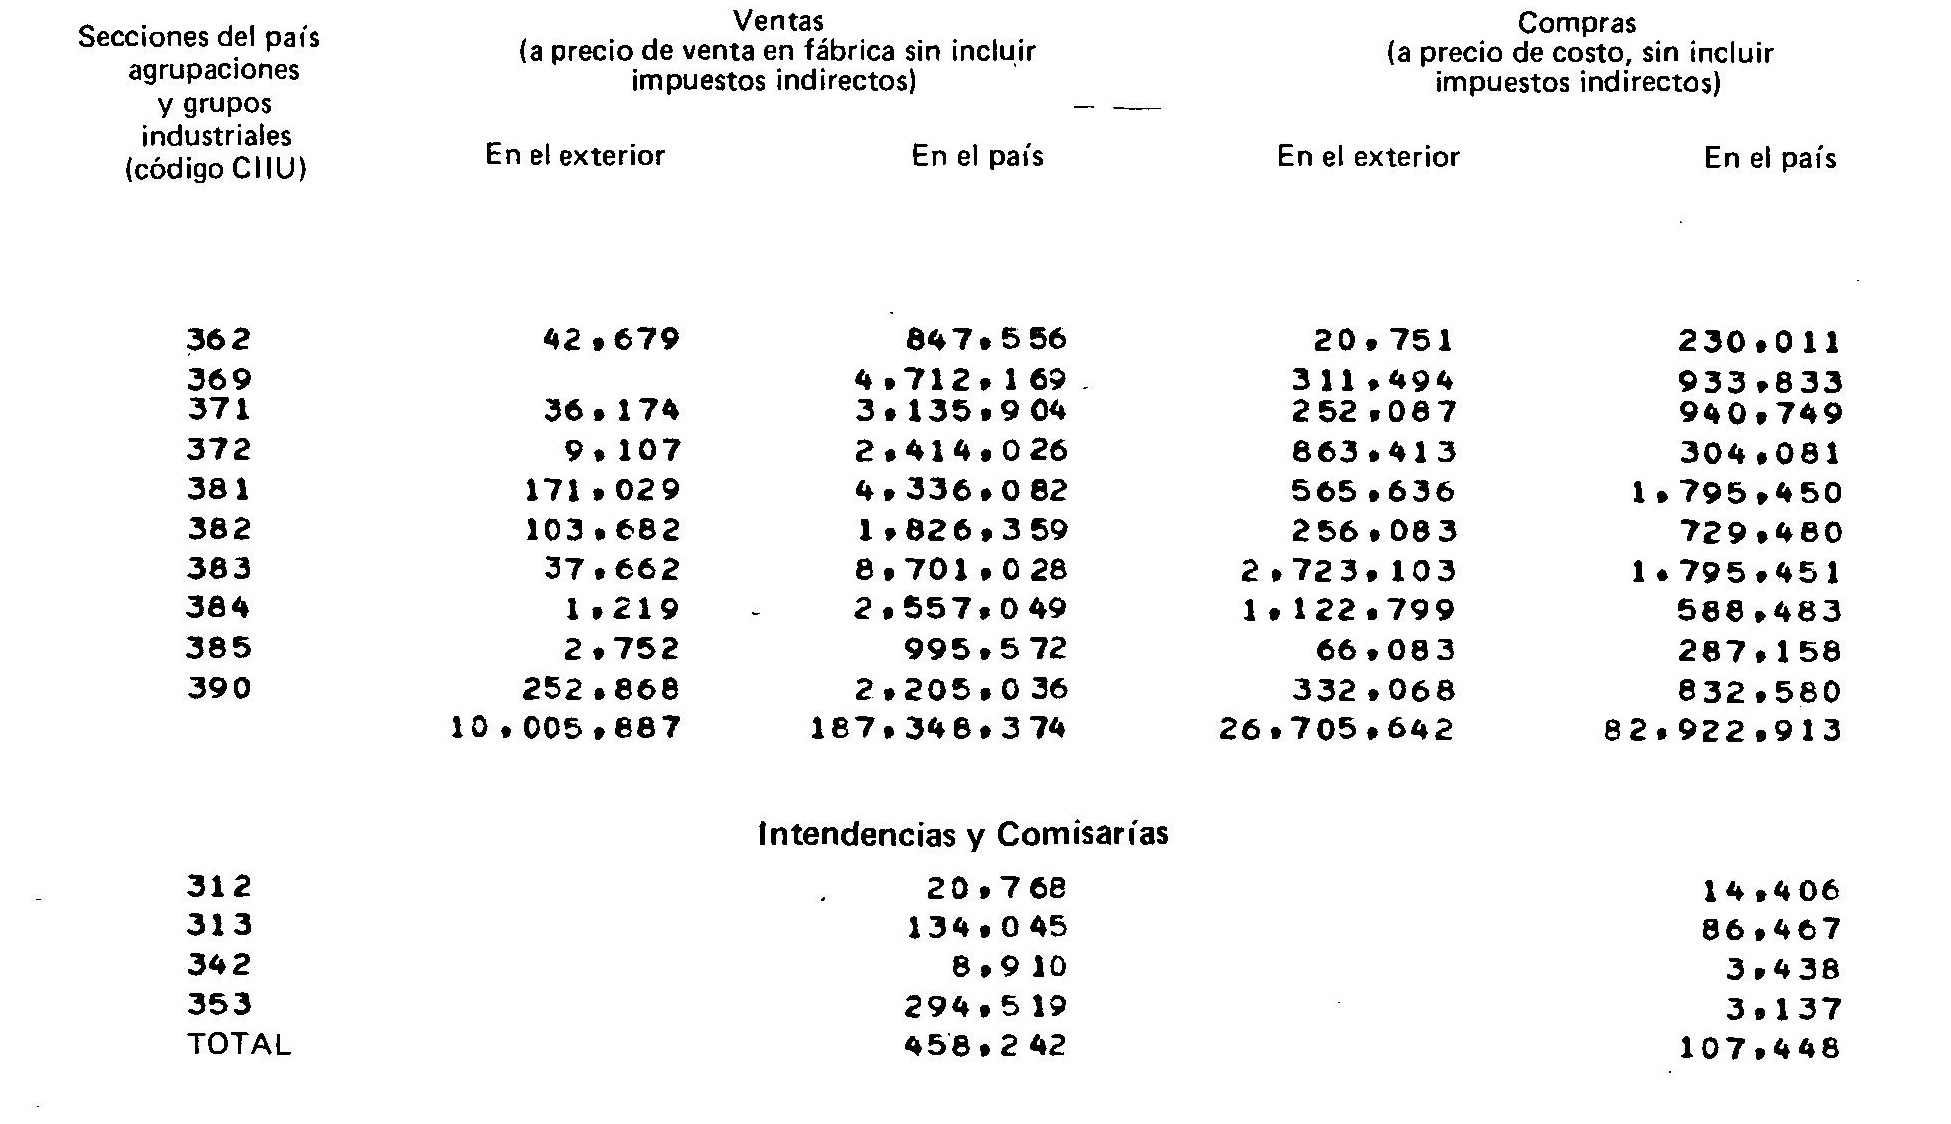 Secciones del país
agrupaciones
y grupos
industriales
(código CIIU)
Ventas
(a precio de venta en fábrica sin incluir
impuestos indirectos)
En el exterior En el país
Compras
(a precio de costo, sin incluir
impuestos indirectos)
En el exterior En el país
362 42,679 847,556 20,751 230,011
369 4,712,169 311,494 933,833
371 36,174 3,135,904 252,087 940,749
372 9,107 2,414,026 863,413 304,081
381 171,029 4,336,082 565,636 1,795,450
382 103,682 1,826,359 256,083 729,480
383 37,662 8,701,028 2,723,103 1,795,451
384 1,219 2,557,049 1,122,799 588,483
385 2,752 995,572 66,083 287,158
390 252,868 2,205,036 332,068 832,580
10,005,887 187,348,374 26,705,642 82,922,913
Intendencias y Comisarías
312 20,768 14,406
313 134,045 86,467
342 8,910 3,438
353 294,519 3,137
TOTAL 458,242 107,448